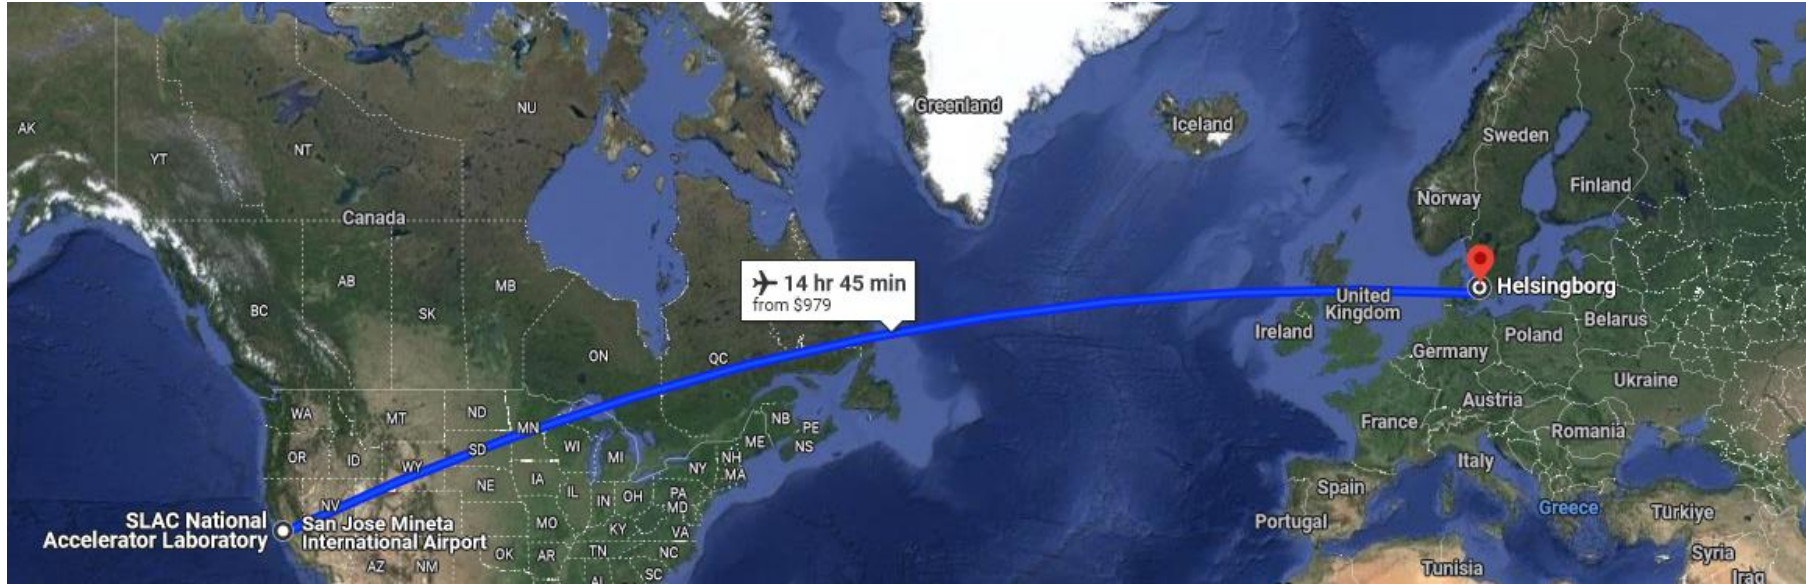 NU
Greenland
AK
Iceland
Sweden
NT
YT
Finland
Norway
Canada
AB
MB
14 hr 45 min
from $979
Helsingborg
BC
SK
United
Kingdom
Belarus
Ireland
Poland
Germany
ON
QC
Ukraine
Austria
WA
MT
ND
NB
PE
France
MN
Romania
ME
NS
OR
ID
WY
SD
WI
MI
NH
NY
MA
Italy
NV
NE
IA
IL
IN
OH
PA
MD
Spain
Greece
Türkiye
Portugal
SLAC National
Accelerator Laboratory
San Jose Mineta
International Airport
MO
KY
VA
OK
AR
TN
NC
Syria
AZ
NM
AL
SC
Tunisia
Iraq